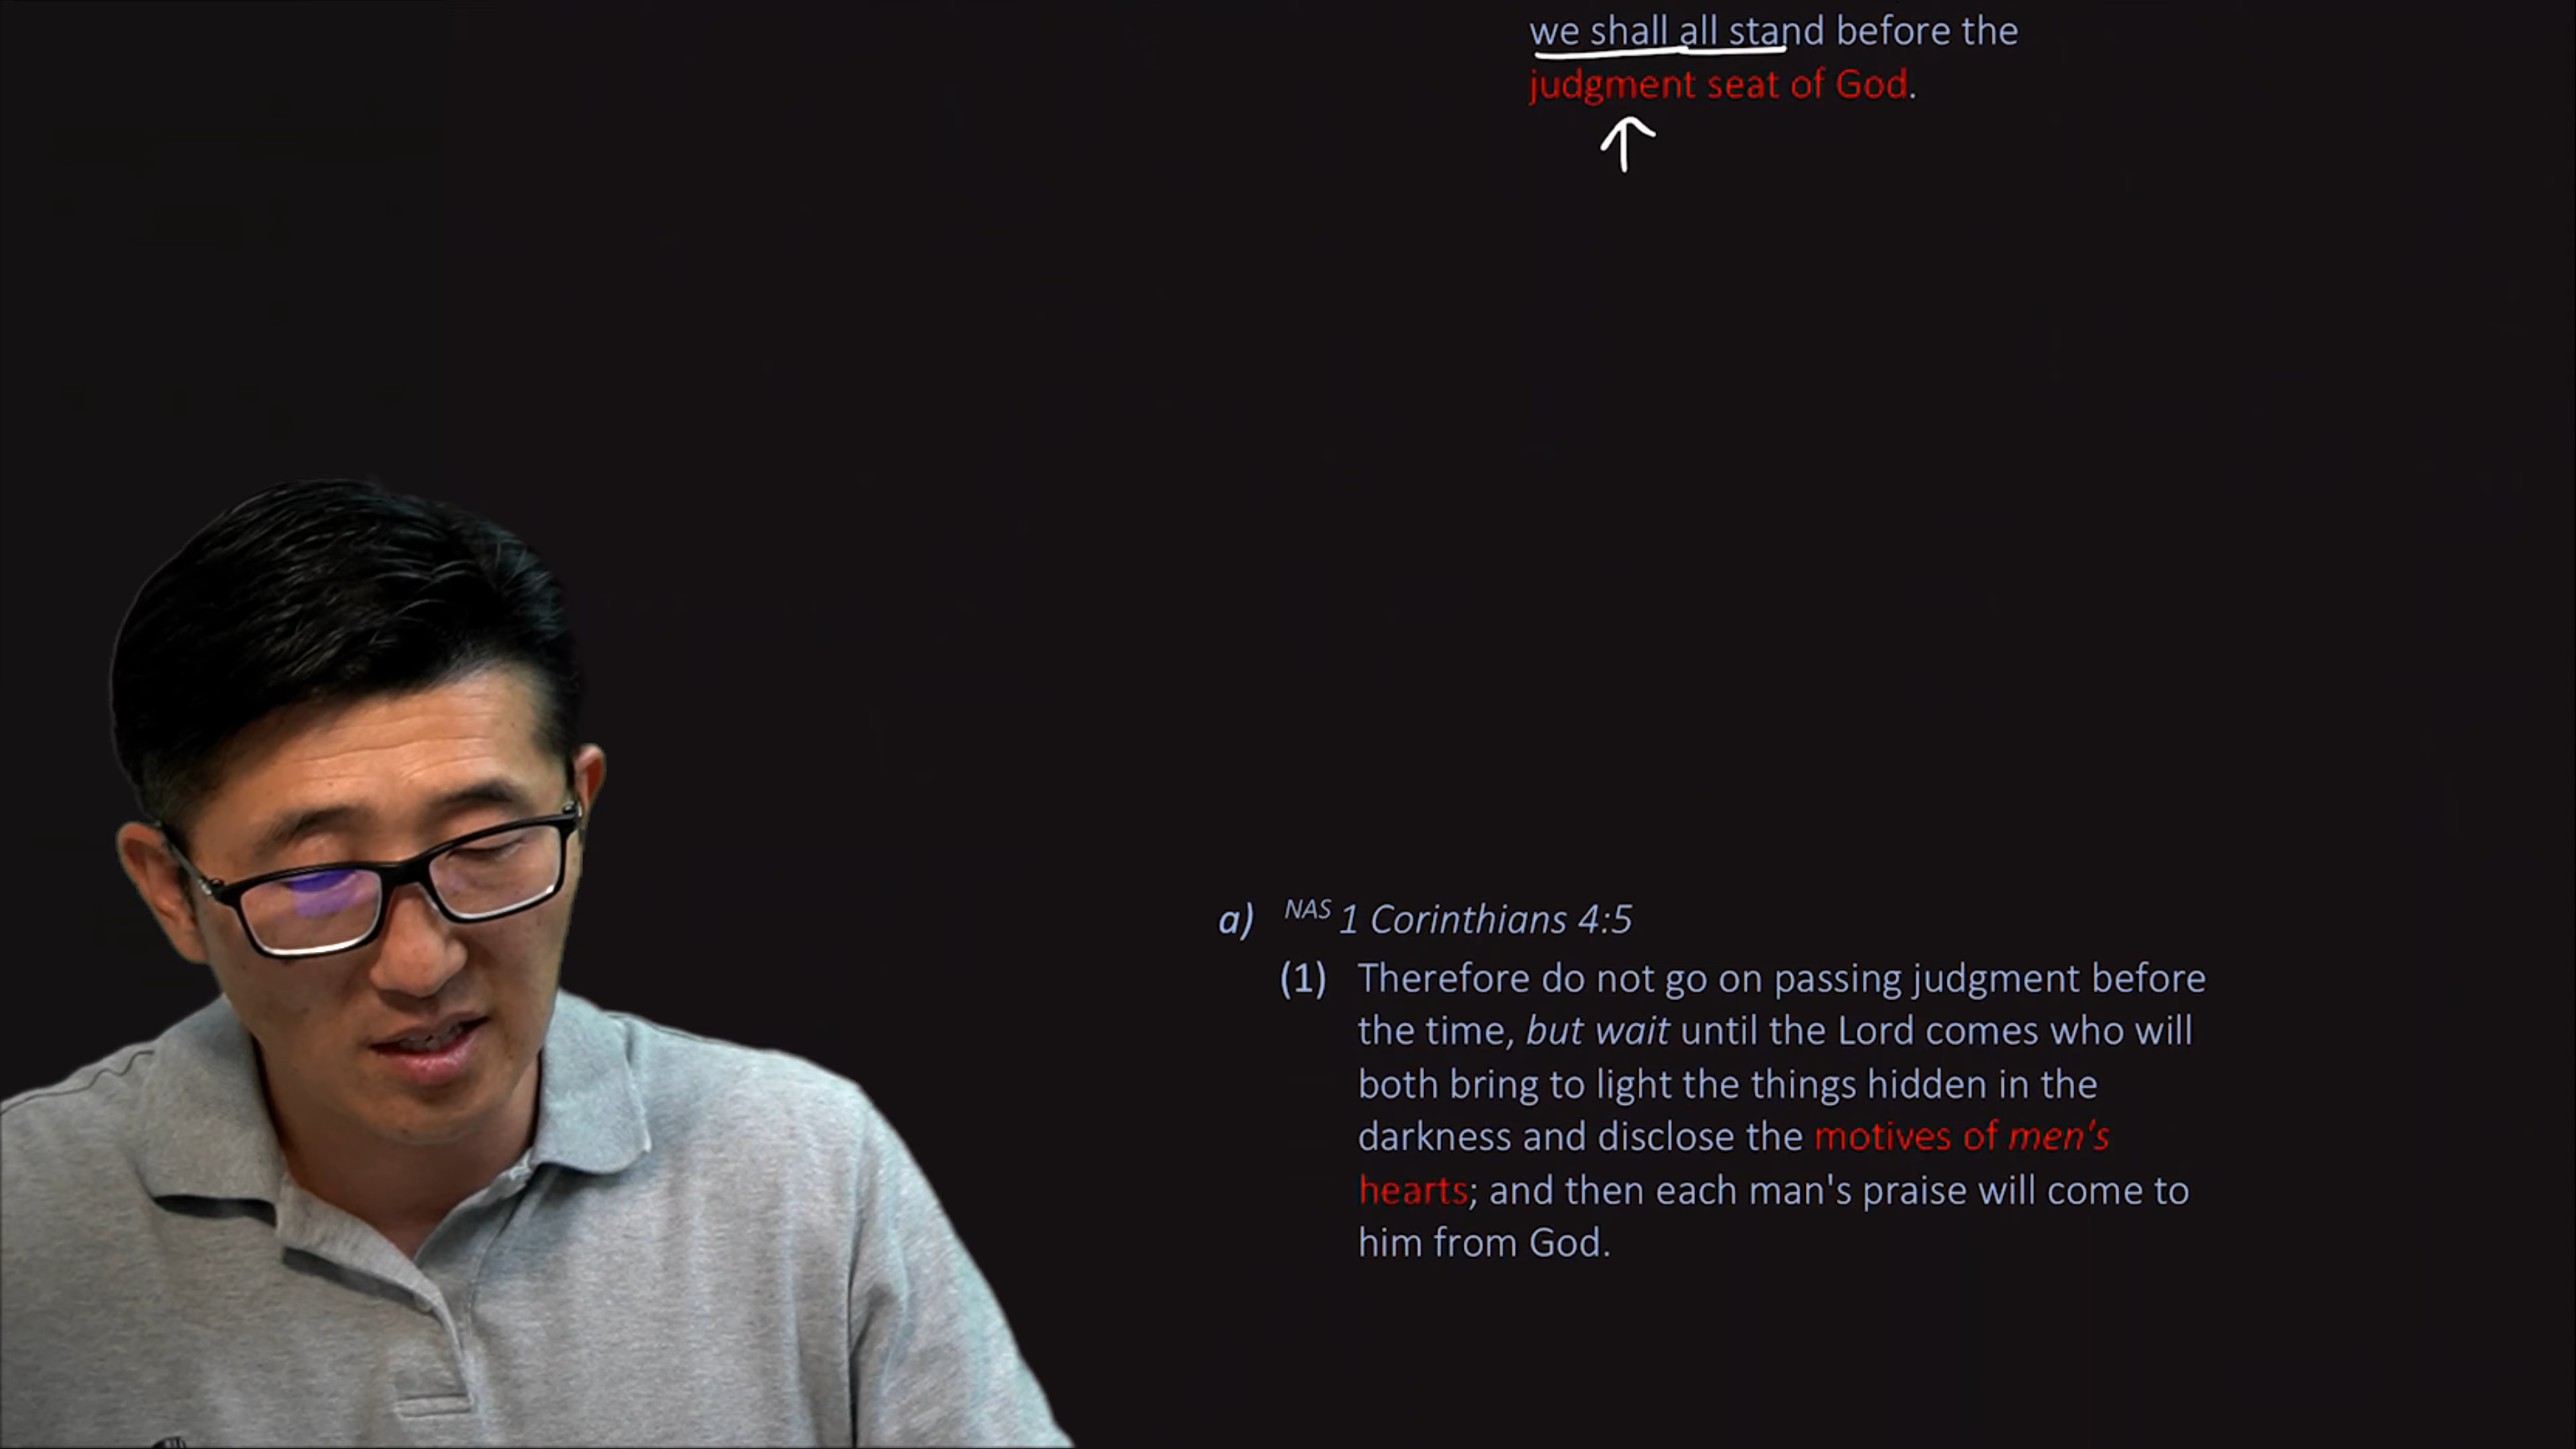 we shall all stand before the
judgment seat of God.
a) NAS 1 Corinthians 4:5
(1) Therefore do not go on passing judgment before
the time, but wait until the Lord comes who will
both bring to light the things hidden in the
darkness and disclose the motives of men's
hearts; and then each man's praise will come to
him from God.